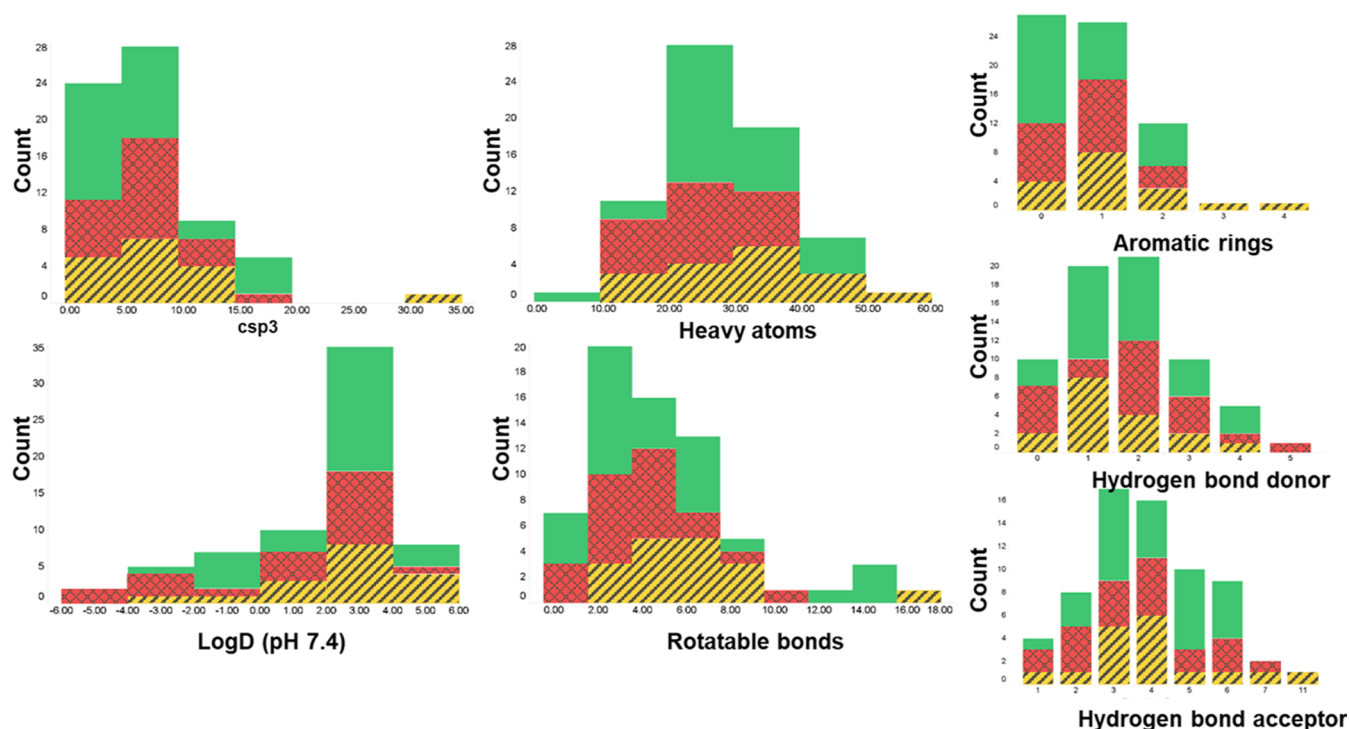 28
24
20
16
12
8
4
0
Count
0.00 5.00 10.00 15.00 20.00 25.00 30.00 35.00
csp3
28
24
20
16
12
8
4
0
Count
0.00 10.00 20.00 30.00 40.00 50.00 60.00
Heavy atoms
24
20
16
12
8
4
0
Count
0 1 2 3 4
Aromatic rings
35
30
25
20
15
10
5
0
Count
-6.00 -5.00 -4.00 -3.00 -2.00 -1.00 0.00 1.00 2.00 3.00 4.00 5.00 6.00
LogD (pH 7.4)
20
18
16
14
12
10
8
6
4
2
0
Count
0.00 2.00 4.00 6.00 8.00 10.00 12.00 14.00 16.00 18.00
Rotatable bonds
20
18
16
14
12
10
8
6
4
2
0
Count
0 1 2 3 4 5
Hydrogen bond donor
16
14
12
10
8
6
4
2
0
Count
1 2 3 4 5 6 7 11
Hydrogen bond acceptor